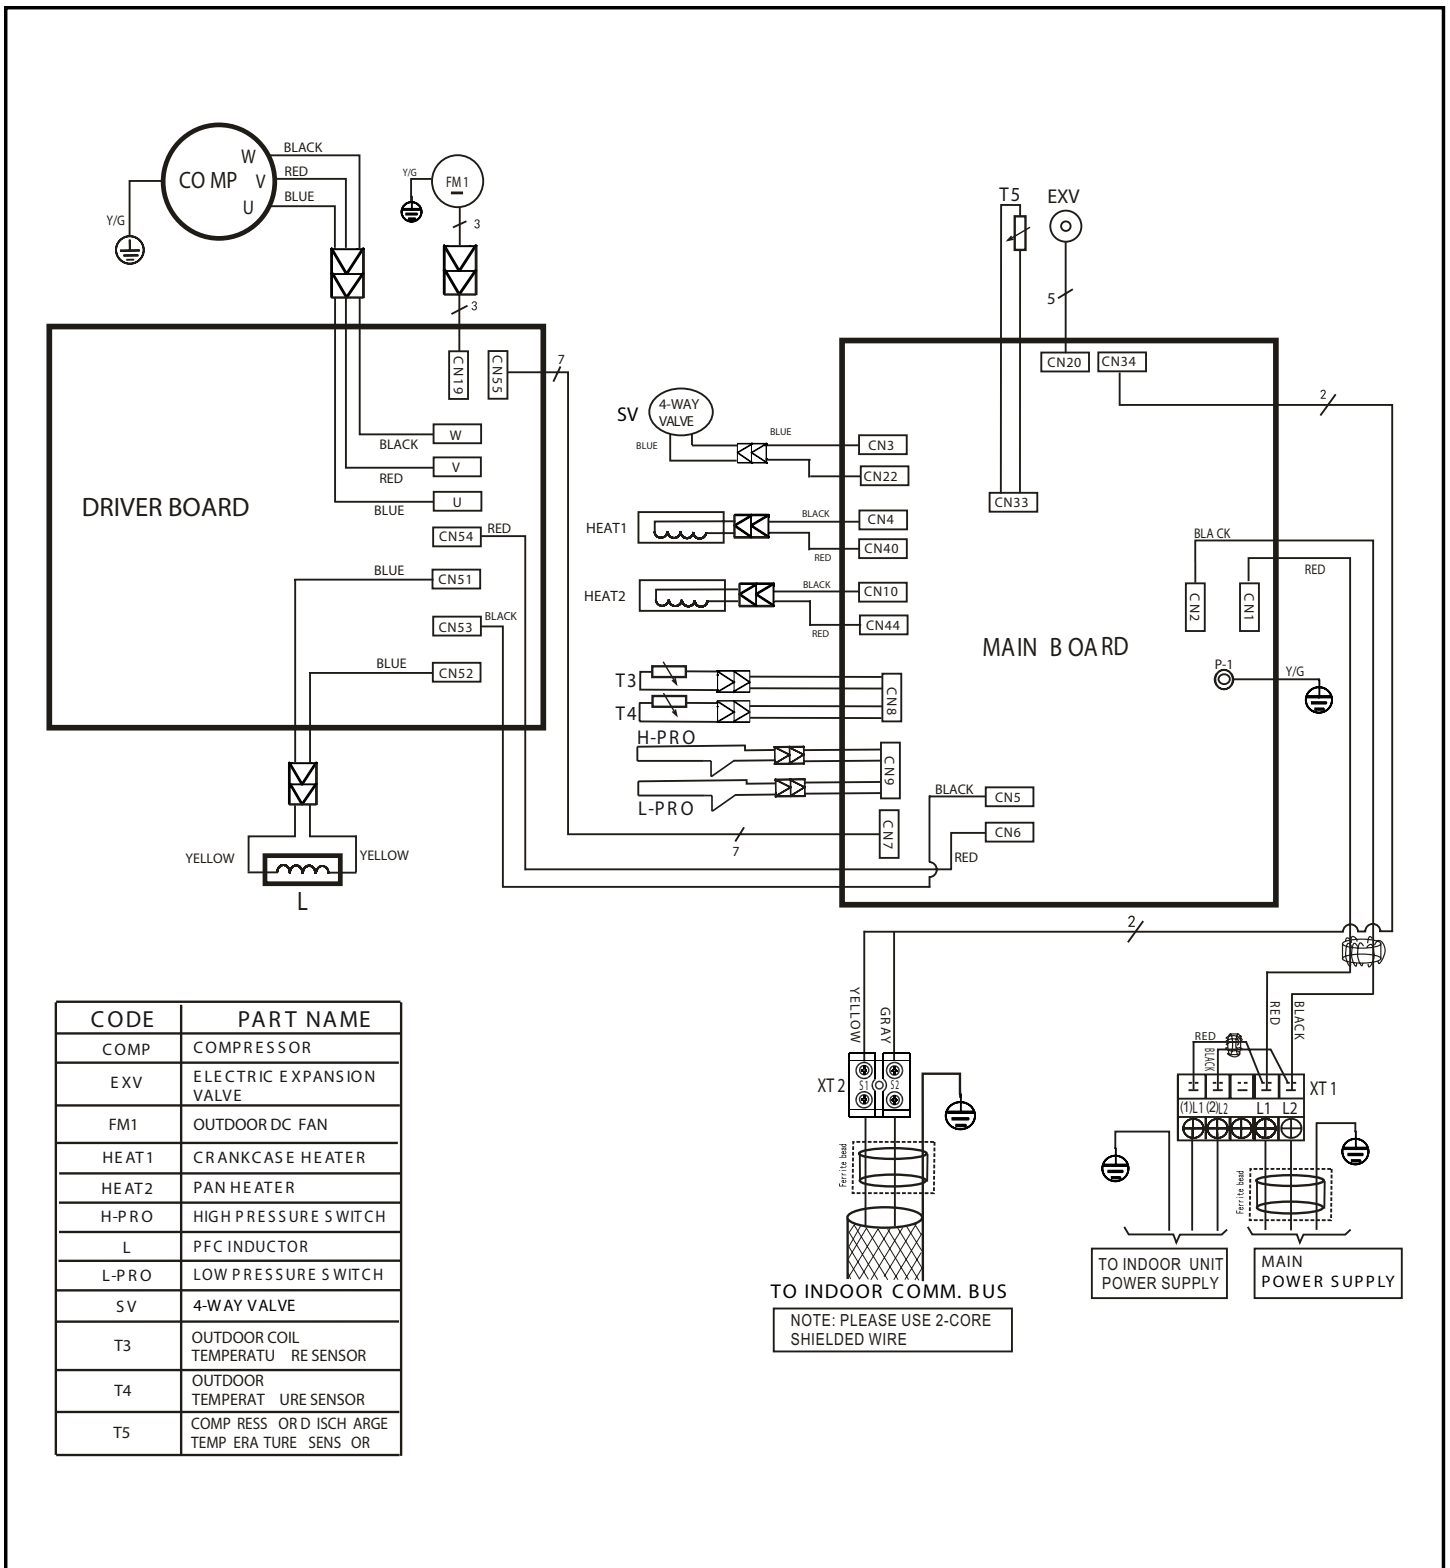 W
BLACK
CO MP
V
RED
U
BLUE
Y/G
Y/G
FM1
3
3
T5
EXV
5
CN19
CN55
7
CN20
CN34
2
DRIVER BOARD
BLACK
W
RED
V
BLUE
U
CN54
RED
BLUE
CN51
CN53
BLACK
BLUE
CN52
SV
4-WAY
VALVE
BLUE
BLUE
CN3
CN22
CN33
HEAT1
BLACK
CN4
RED
CN40
HEAT2
BLACK
CN10
RED
CN44
BLA CK
RED
CN2
CN1
MAIN B OARD
P-1
Y/G
T3
T4
CN8
H-PRO
L-PRO
CN9
CN7
7
BLACK
CN5
CN6
RED
YELLOW
YELLOW
L
2
YELLOW
GRAY
XT2
S1
S2
Ferrite bead
TO INDOOR COMM. BUS
NOTE: PLEASE USE 2-CORE
SHIELDED WIRE
RED
BLACK
RED
BLACK
XT1
(1)L1 (2)L2 L1 L2
Ferrite bead
TO INDOOR UNIT
POWER SUPPLY
MAIN
POWER SUPPLY
CODE PART NAME
COMP COMPRESSOR
EXV ELECTRIC EXPANSION
VALVE
FM1 OUTDOOR DC FAN
HEAT1 CRANKCASE HEATER
HEAT2 PAN HEATER
H-PRO HIGH PRESSURE SWITCH
L PFC INDUCTOR
L-PRO LOW PRESSURE SWITCH
SV 4-WAY VALVE
T3 OUTDOOR COIL
TEMPERATU RE SENSOR
T4 OUTDOOR
TEMPERAT URE SENSOR
T5 COMP RESS OR D ISCH ARGE
TEMP ERA TURE SENS OR